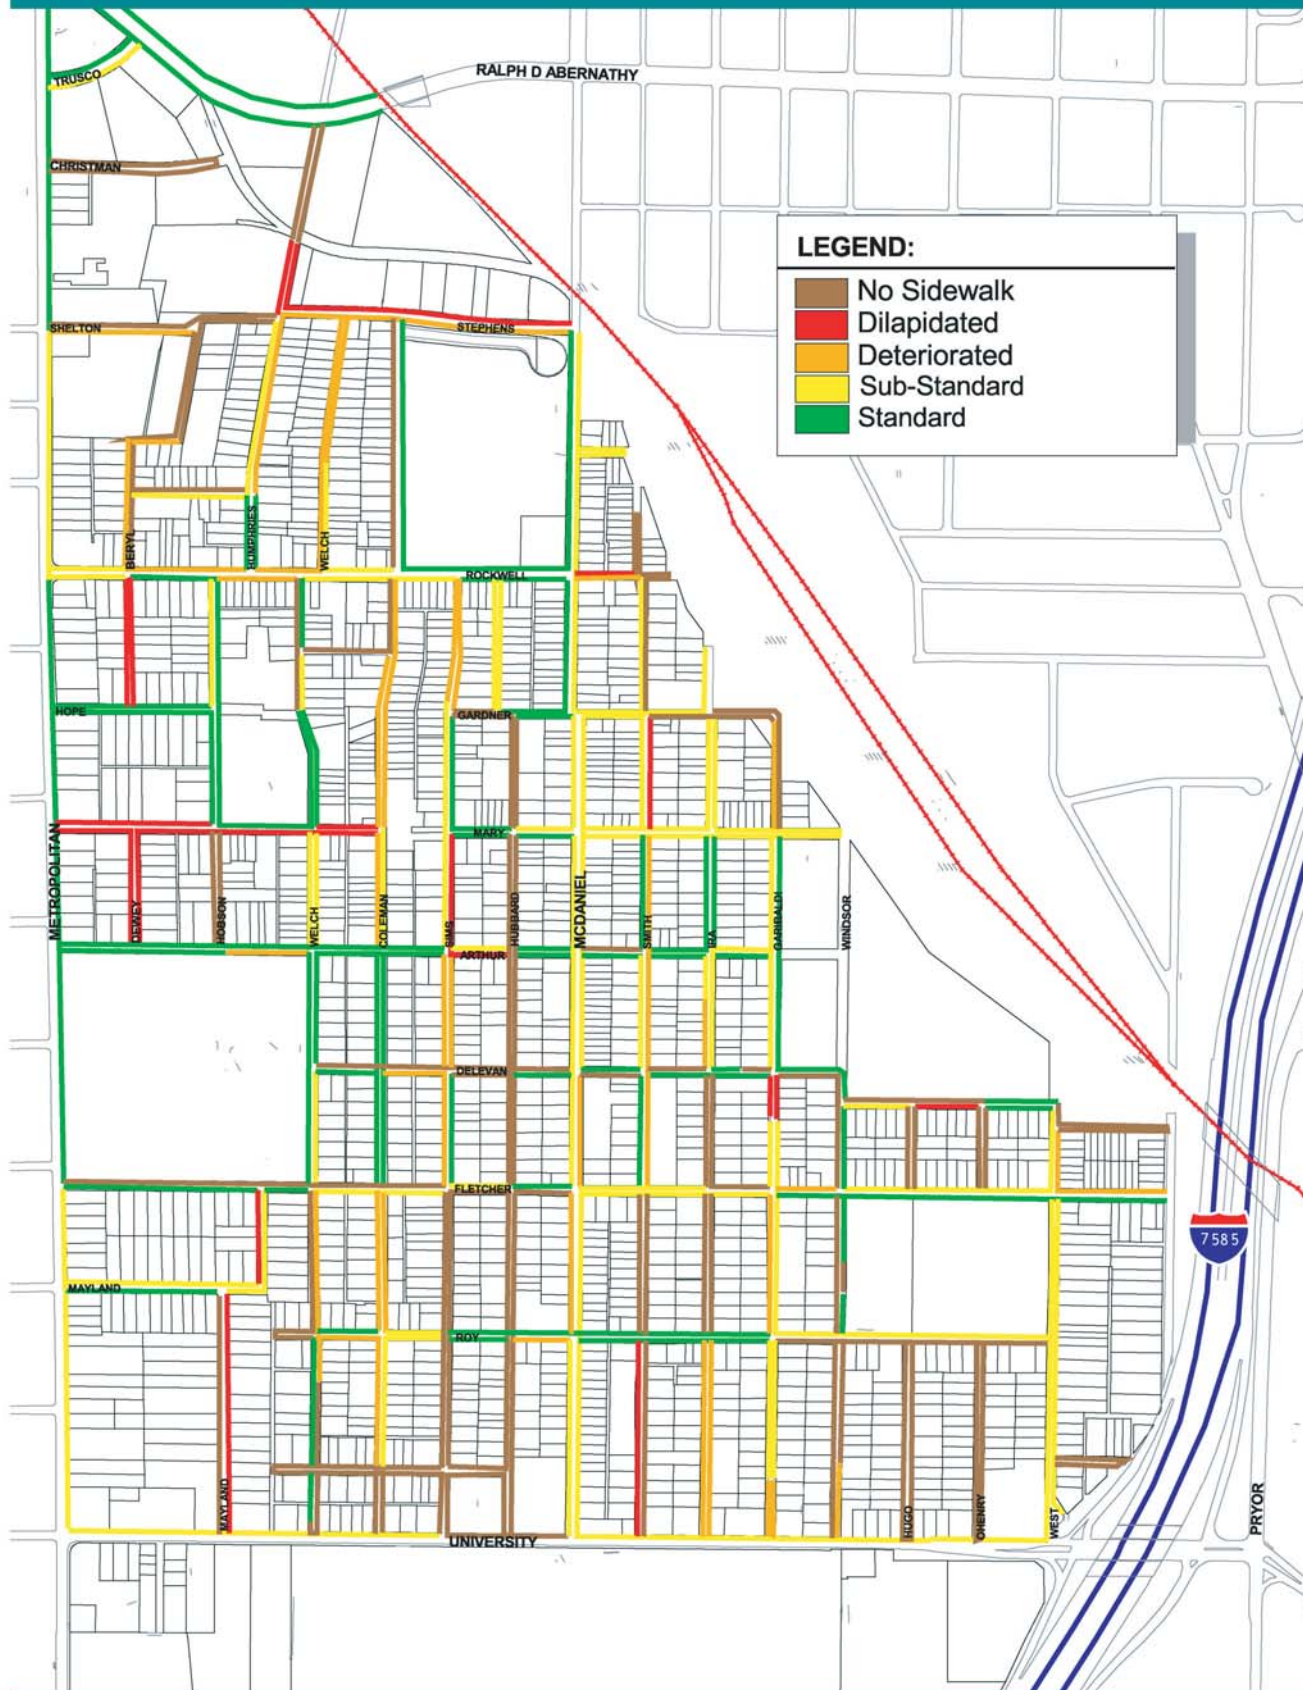 RALPH D ABERNATHY
TRUSCO
CHRISTMAN
LEGEND:
No Sidewalk
Dilapidated
Deteriorated
Sub-Standard
Standard
SHELTON
STEPHENS
BERYL
HUMPHRIES
WELCH
ROCKWELL
HOPE
GARDNER
METROPOLITAN
MARY
DEWEY
HOBSON
WELCH
COLEMAN
SIMS
HUBBARD
MCDANIEL
SMITH
IRA
GARIBALDI
WINDSOR
ARTHUR
DELEVAN
FLETCHER
7585
MAYLAND
ROY
MAYLAND
HUGO
OHENRY
WEST
PRYOR
UNIVERSITY